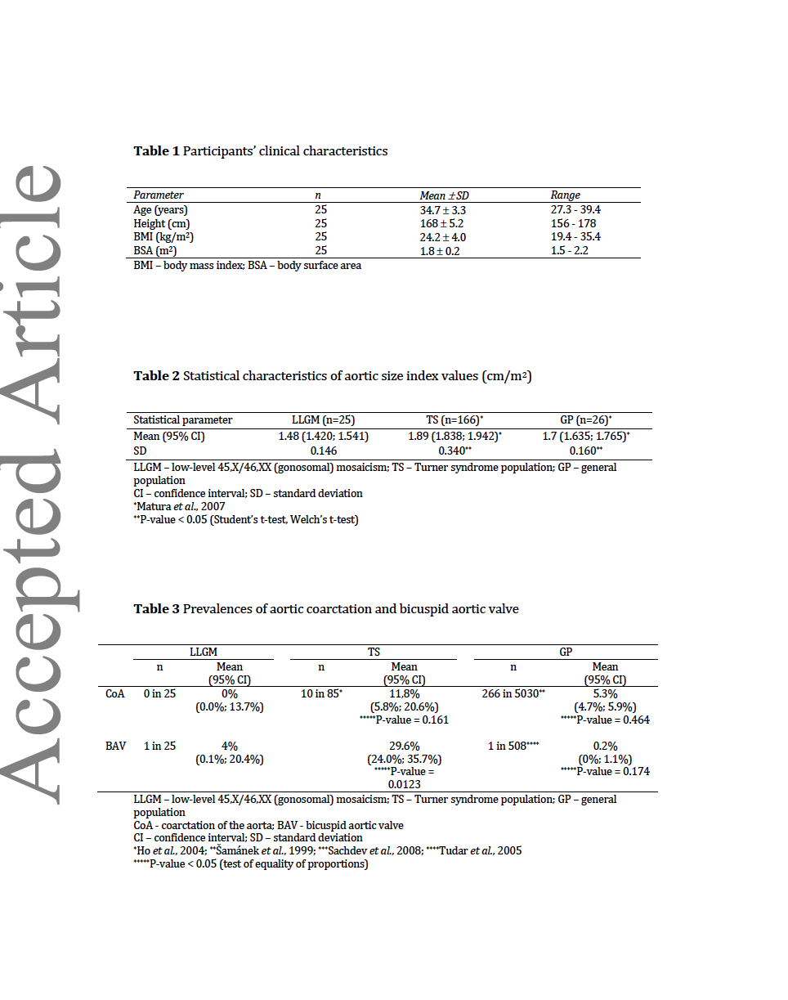 Accepted Article
Table 1 Participants' clinical characteristics
Parameter n Mean ±SD Range
Age (years) 25 34.7 ± 3.3 27.3 - 39.4
Height (cm) 25 168 ± 5.2 156 - 178
BMI (kg/m²) 25 24.2 ± 4.0 19.4 - 35.4
BSA (m²) 25 1.8 ± 0.2 1.5 - 2.2
BMI – body mass index; BSA – body surface area
Table 2 Statistical characteristics of aortic size index values (cm/m²)
Statistical parameter LLGM (n=25) TS (n=166)* GP (n=26)*
Mean (95% CI) 1.48 (1.420; 1.541) 1.89 (1.838; 1.942)* 1.7 (1.635; 1.765)*
SD 0.146 0.340** 0.160**
LLGM – low-level 45,X/46,XX (gonosomal) mosaicism; TS – Turner syndrome population; GP – general
population
CI – confidence interval; SD – standard deviation
*Matura et al., 2007
**P-value < 0.05 (Student's t-test, Welch's t-test)
Table 3 Prevalences of aortic coarctation and bicuspid aortic valve
LLGM TS GP
n Mean n Mean n Mean
(95% CI) (95% CI) (95% CI)
CoA 0 in 25 0% 10 in 85* 11,8% 266 in 5030** 5.3%
(0.0%; 13.7%) (5.8%; 20.6%) (4.7%; 5.9%)
*****P-value = 0.161 *****P-value = 0.464
BAV 1 in 25 4% 29.6% 1 in 508**** 0.2%
(0.1%; 20.4%) (24.0%; 35.7%) (0%; 1.1%)
*****P-value = *****P-value = 0.174
0.0123
LLGM – low-level 45,X/46,XX (gonosomal) mosaicism; TS – Turner syndrome population; GP – general
population
CoA - coarctation of the aorta; BAV - bicuspid aortic valve
CI – confidence interval; SD – standard deviation
*Ho et al., 2004; **Šamánek et al., 1999; ***Sachdev et al., 2008; ****Tudar et al., 2005
*****P-value < 0.05 (test of equality of proportions)